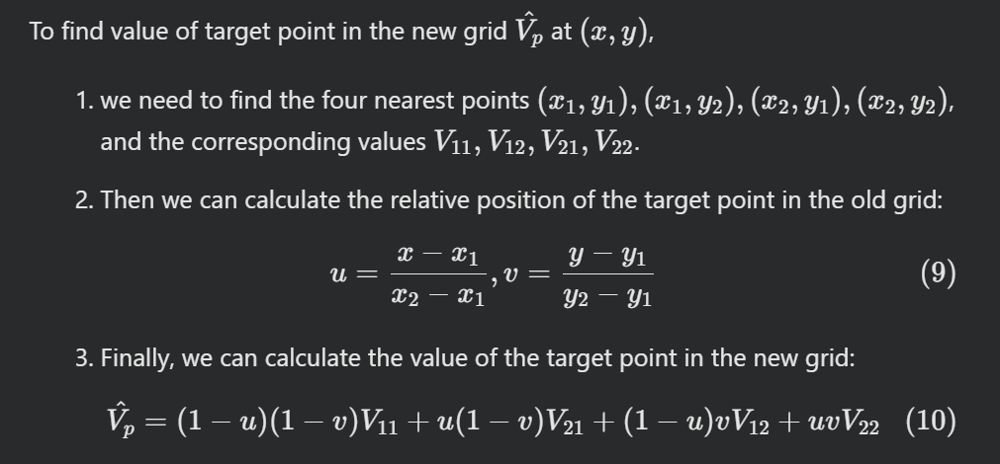 To find value of target point in the new grid $\hat{V_p}$ at $(x, y)$,
1. we need to find the four nearest points $(x_1, y_1), (x_1, y_2), (x_2, y_1), (x_2, y_2)$,
and the corresponding values $V_{11}, V_{12}, V_{21}, V_{22}$.
2. Then we can calculate the relative position of the target point in the old grid:
$u = \frac{x - x_1}{x_2 - x_1}, v = \frac{y - y_1}{y_2 - y_1}$ (9)
3. Finally, we can calculate the value of the target point in the new grid:
$\hat{V_p} = (1 - u)(1 - v)V_{11} + u(1 - v)V_{21} + (1 - u)vV_{12} + uvV_{22}$ (10)